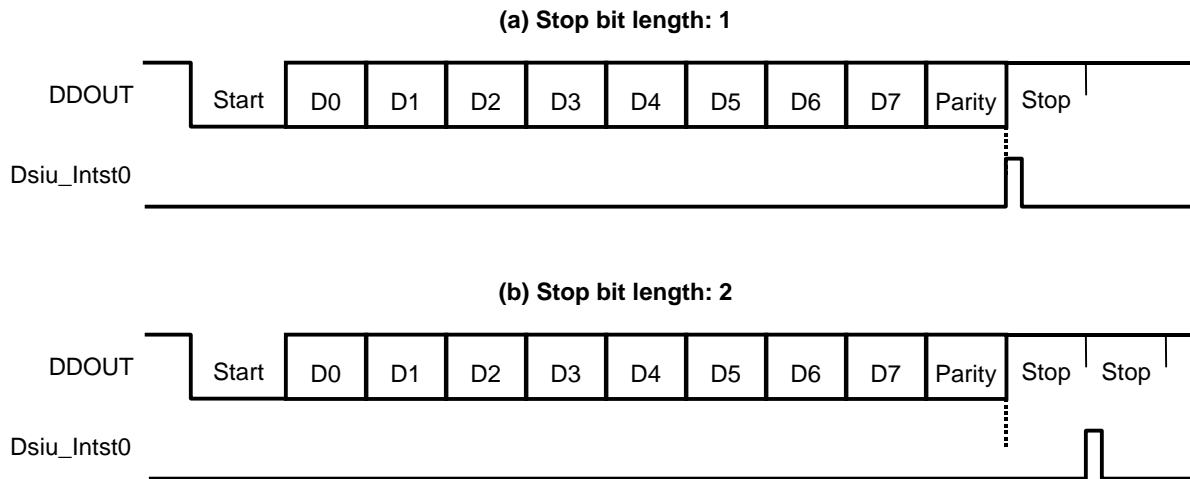 (a) Stop bit length: 1
DDOUT Start D0 D1 D2 D3 D4 D5 D6 D7 Parity Stop
Dsiu_Intst0
(b) Stop bit length: 2
DDOUT Start D0 D1 D2 D3 D4 D5 D6 D7 Parity Stop Stop
Dsiu_Intst0